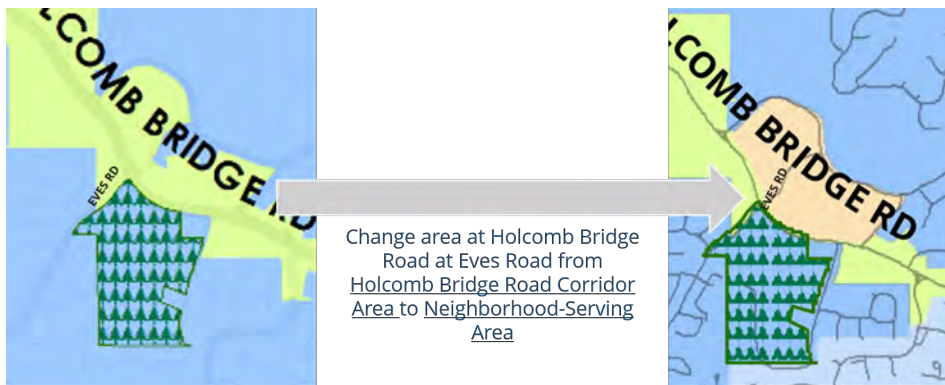 LCOMB BRIDGE RD
EVES RD
LCOMB BRIDGE RD
EVES RD
Change area at Holcomb Bridge
Road at Eves Road from
Holcomb Bridge Road Corridor
Area to Neighborhood-Serving
Area